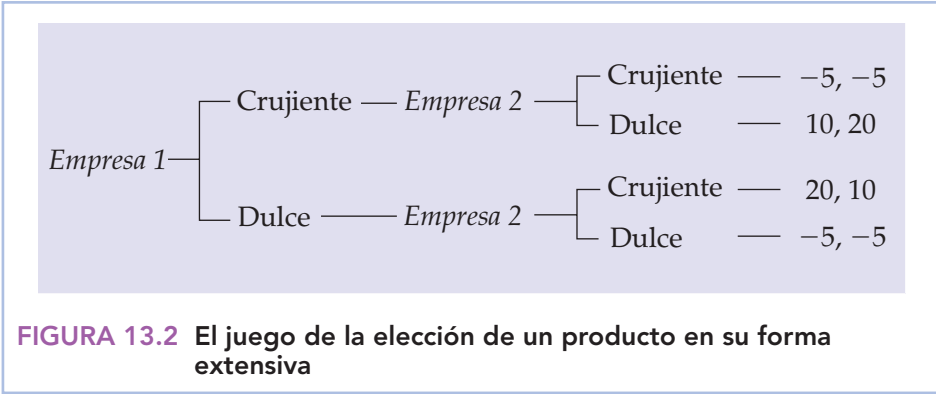 Crujiente — −5, −5
Crujiente — Empresa 2
Dulce — 10, 20
Empresa 1
Crujiente — 20, 10
Dulce — Empresa 2
Dulce — −5, −5
FIGURA 13.2 El juego de la elección de un producto en su forma
extensiva